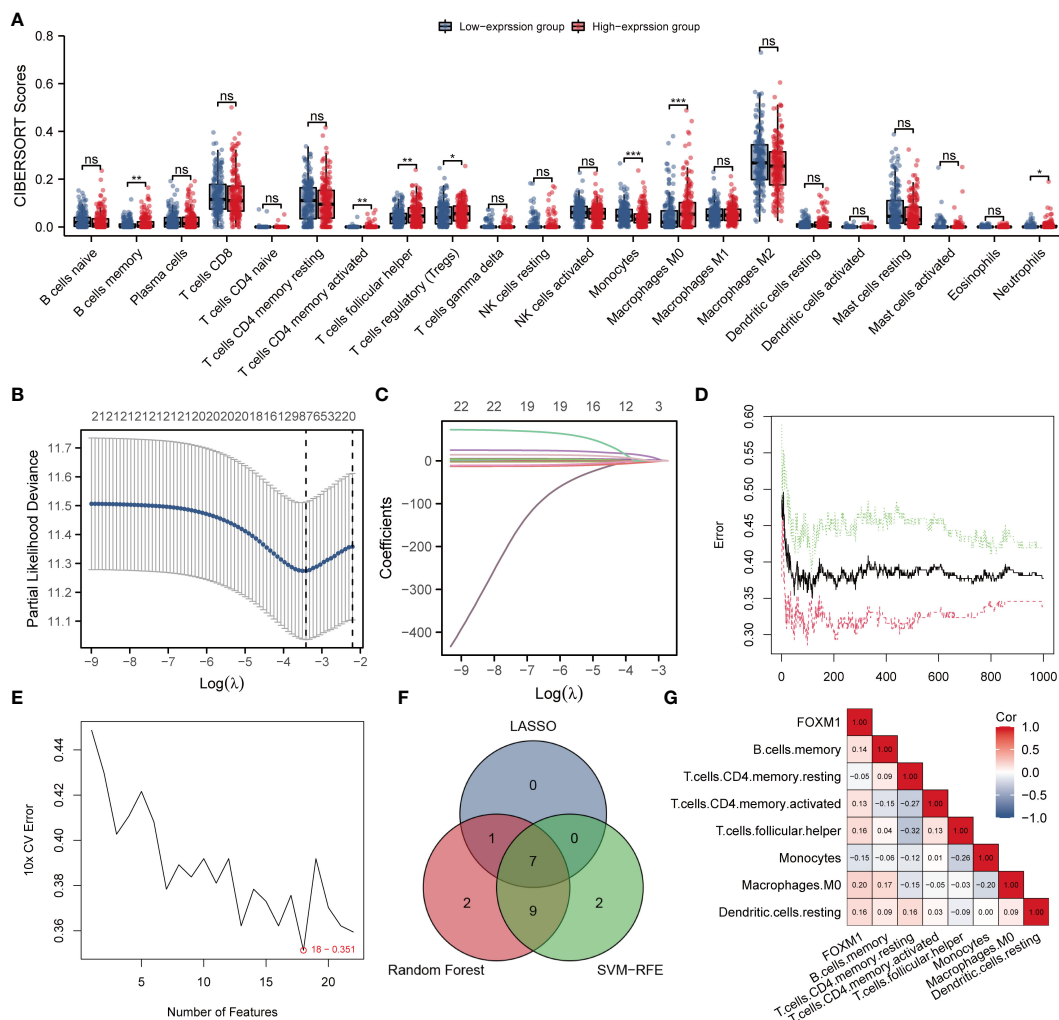 A
Low-exprssion group
High-exprssion group
CIBERSORT Scores
0.8
0.6
0.4
0.2
0.0
ns
**
ns
ns
ns
ns
**
**
*
ns
ns
ns
***
***
ns
ns
ns
ns
ns
ns
ns
*
B cells naive
B cells memory
Plasma cells
T cells CD8
T cells CD4 naive
T cells CD4 memory resting
T cells CD4 memory activated
T cells follicular helper
T cells regulatory (Tregs)
T cells gamma delta
NK cells resting
NK cells activated
Monocytes
Macrophages M0
Macrophages M1
Macrophages M2
Dendritic cells resting
Dendritic cells activated
Mast cells resting
Mast cells activated
Eosinophils
Neutrophils
B
2121212121212120202020181612987653220
Partial Likelihood Deviance
11.7
11.6
11.5
11.4
11.3
11.2
11.1
−9 −8 −7 −6 −5 −4 −3 −2
Log(λ)
C
22 22 19 19 16 12 3
Coefficients
0
−100
−200
−300
−400
−9 −8 −7 −6 −5 −4 −3
Log(λ)
D
Error
0.60
0.55
0.50
0.45
0.40
0.35
0.30
0 200 400 600 800 1000
E
10x CV Error
0.44
0.42
0.40
0.38
0.36
18 − 0.351
5 10 15 20
Number of Features
F
LASSO
0
1
0
7
2
9
2
Random Forest
SVM−RFE
G
Cor
1.0
0.5
0.0
−0.5
−1.0
FOXM1 1.00
B.cells.memory 0.14 1.00
T.cells.CD4.memory.resting −0.05 0.09 1.00
T.cells.CD4.memory.activated 0.13 −0.15 −0.27 1.00
T.cells.follicular.helper 0.16 0.04 −0.32 0.13 1.00
Monocytes −0.15 −0.06 −0.12 0.01 −0.26 1.00
Macrophages.M0 0.20 0.17 −0.15 −0.05 −0.03 −0.20 1.00
Dendritic.cells.resting 0.16 0.09 0.16 0.03 −0.09 0.00 0.09 1.00
FOXM1
B.cells.memory
T.cells.CD4.memory.resting
T.cells.CD4.memory.activated
T.cells.follicular.helper
Monocytes
Macrophages.M0
Dendritic.cells.resting